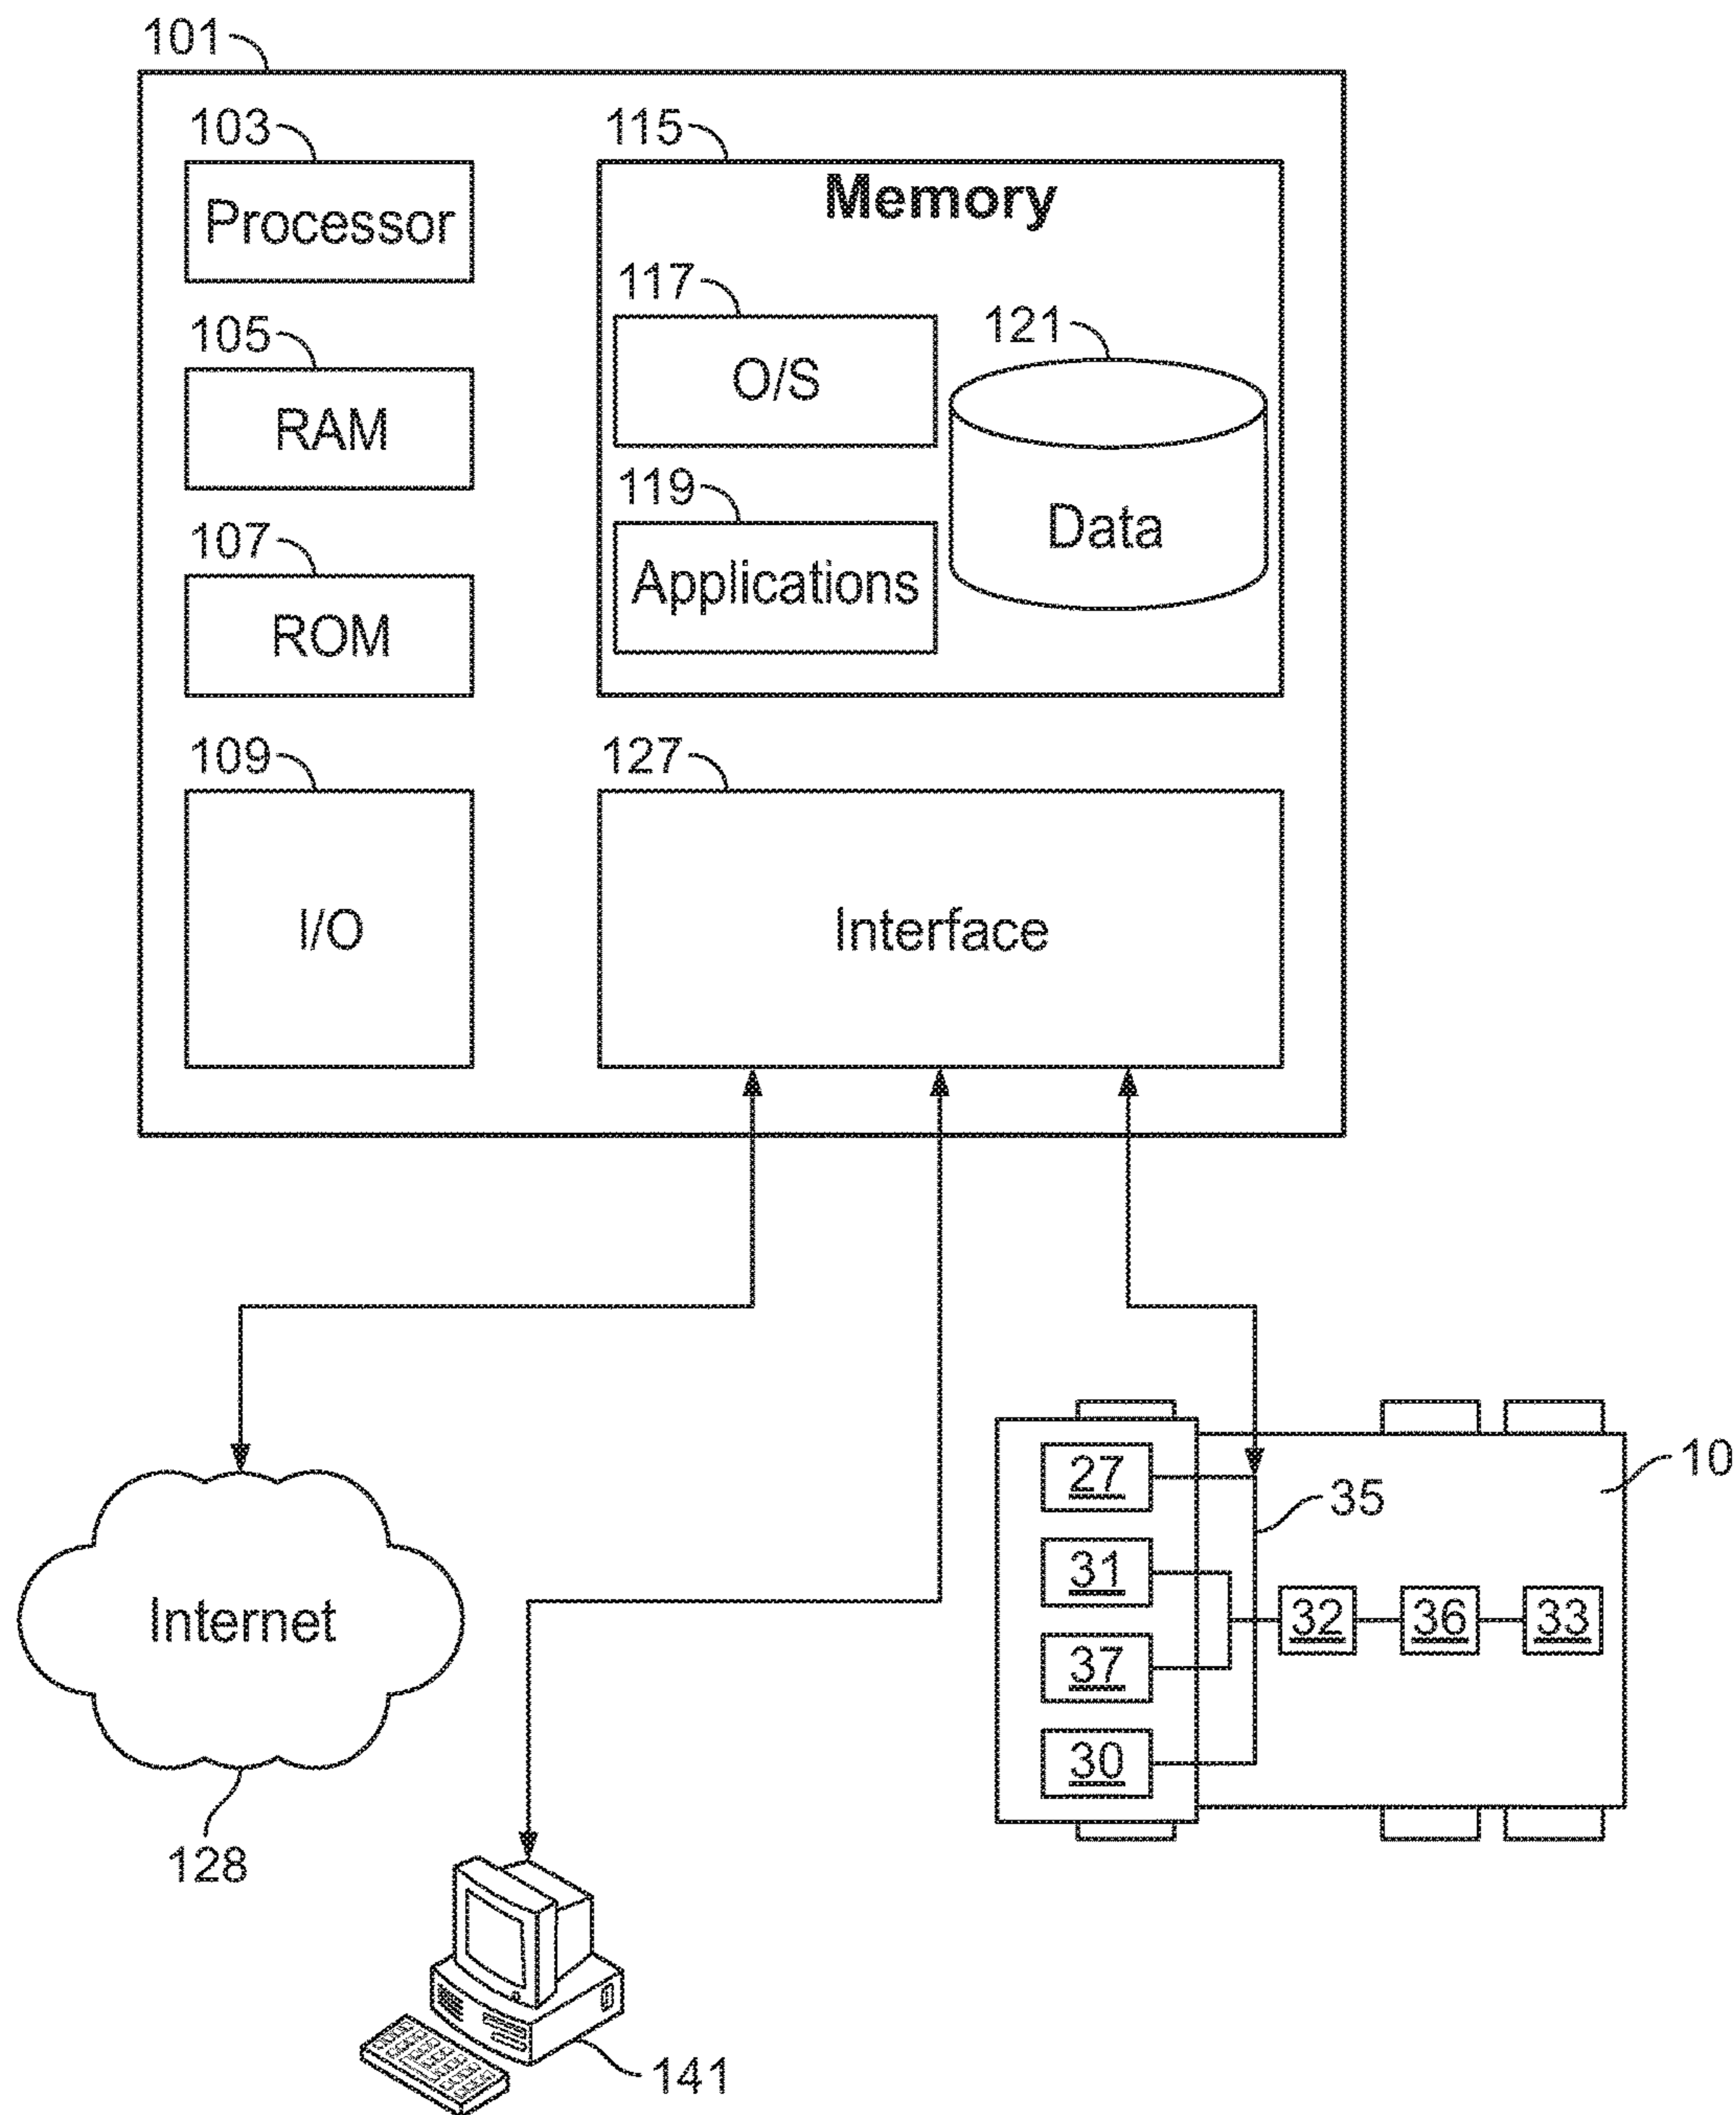 101
103
Processor
105
RAM
107
ROM
109
I/O
115
Memory
117
O/S
119
Applications
121
Data
127
Interface
Internet
128
141
10
35
27
31
37
30
32 36 33